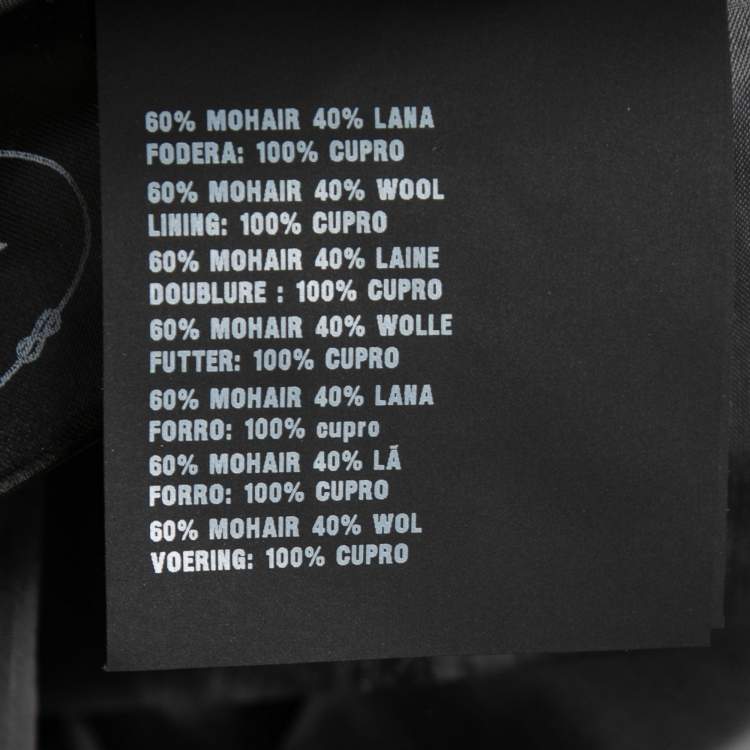 60% MOHAIR 40% LANA
FODERA: 100% CUPRO
60% MOHAIR 40% WOOL
LINING: 100% CUPRO
60% MOHAIR 40% LAINE
DOUBLURE : 100% CUPRO
60% MOHAIR 40% WOLLE
FUTTER: 100% CUPRO
60% MOHAIR 40% LANA
FORRO: 100% cupro
60% MOHAIR 40% LÃ
FORRO: 100% CUPRO
60% MOHAIR 40% WOL
VOERING: 100% CUPRO